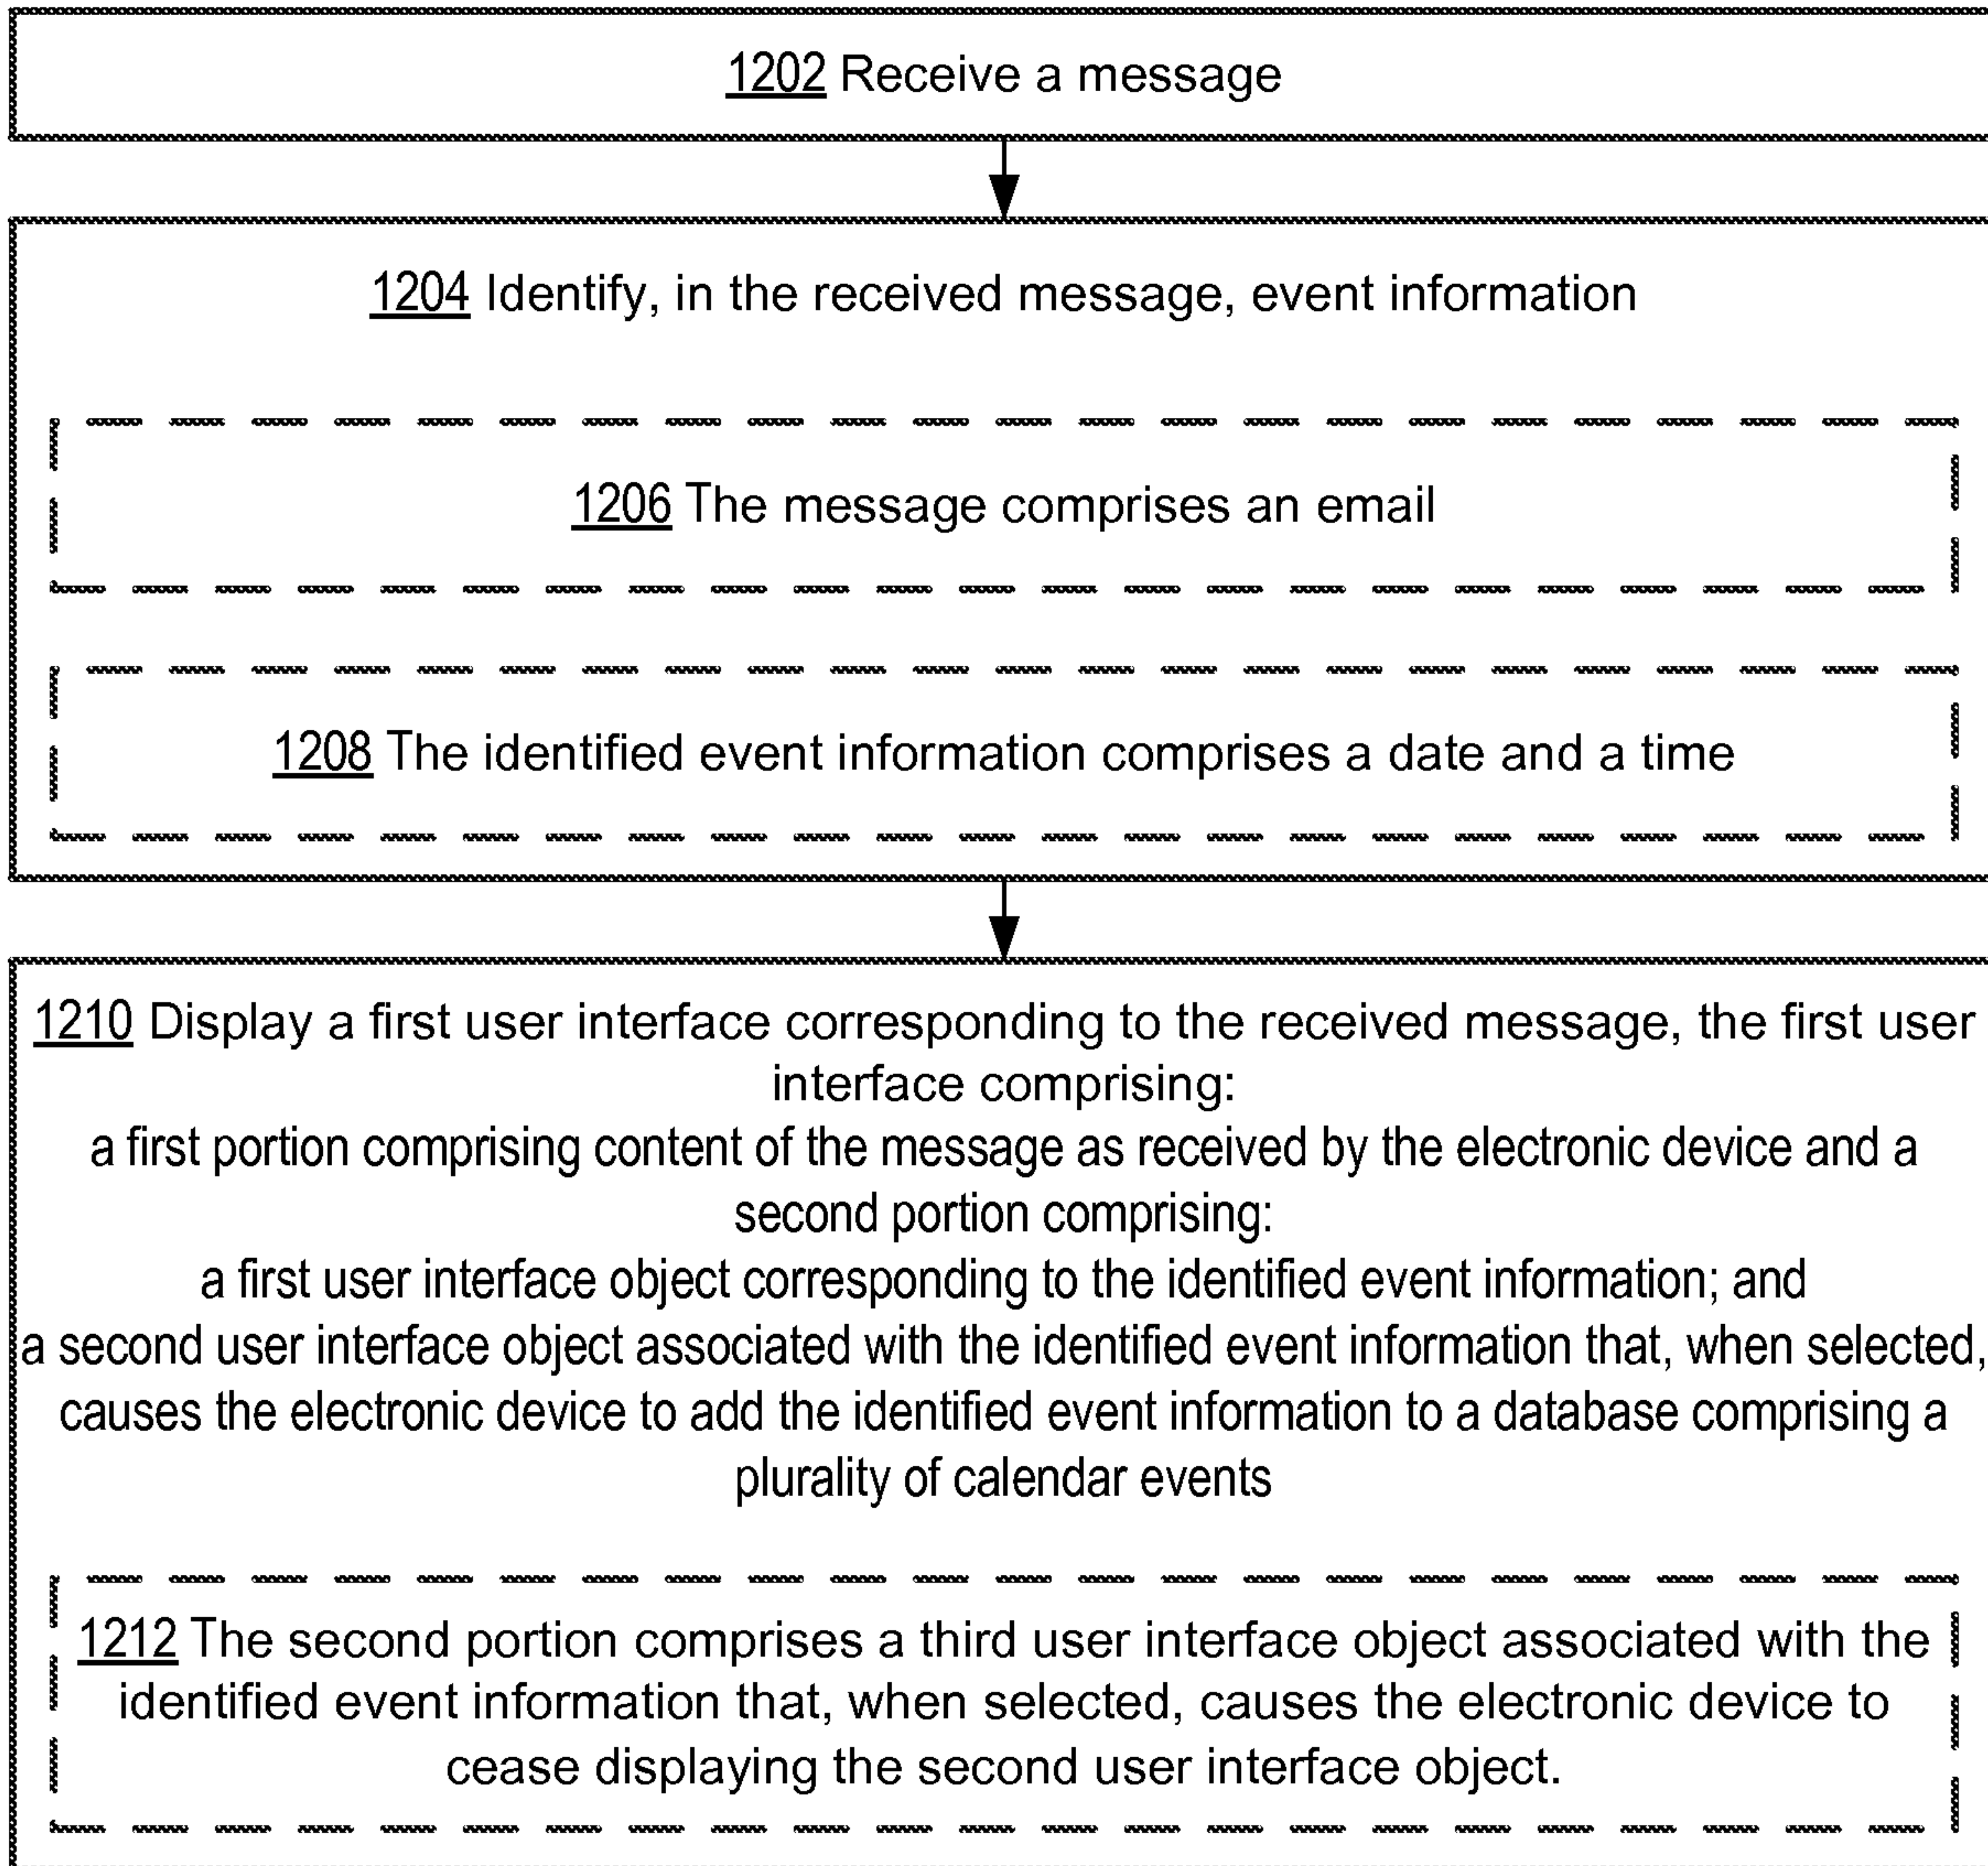 1202 Receive a message
1204 Identify, in the received message, event information
1206 The message comprises an email
1208 The identified event information comprises a date and a time
1210 Display a first user interface corresponding to the received message, the first user
interface comprising:
a first portion comprising content of the message as received by the electronic device and a
second portion comprising:
a first user interface object corresponding to the identified event information; and
a second user interface object associated with the identified event information that, when selected,
causes the electronic device to add the identified event information to a database comprising a
plurality of calendar events
1212 The second portion comprises a third user interface object associated with the
identified event information that, when selected, causes the electronic device to
cease displaying the second user interface object.